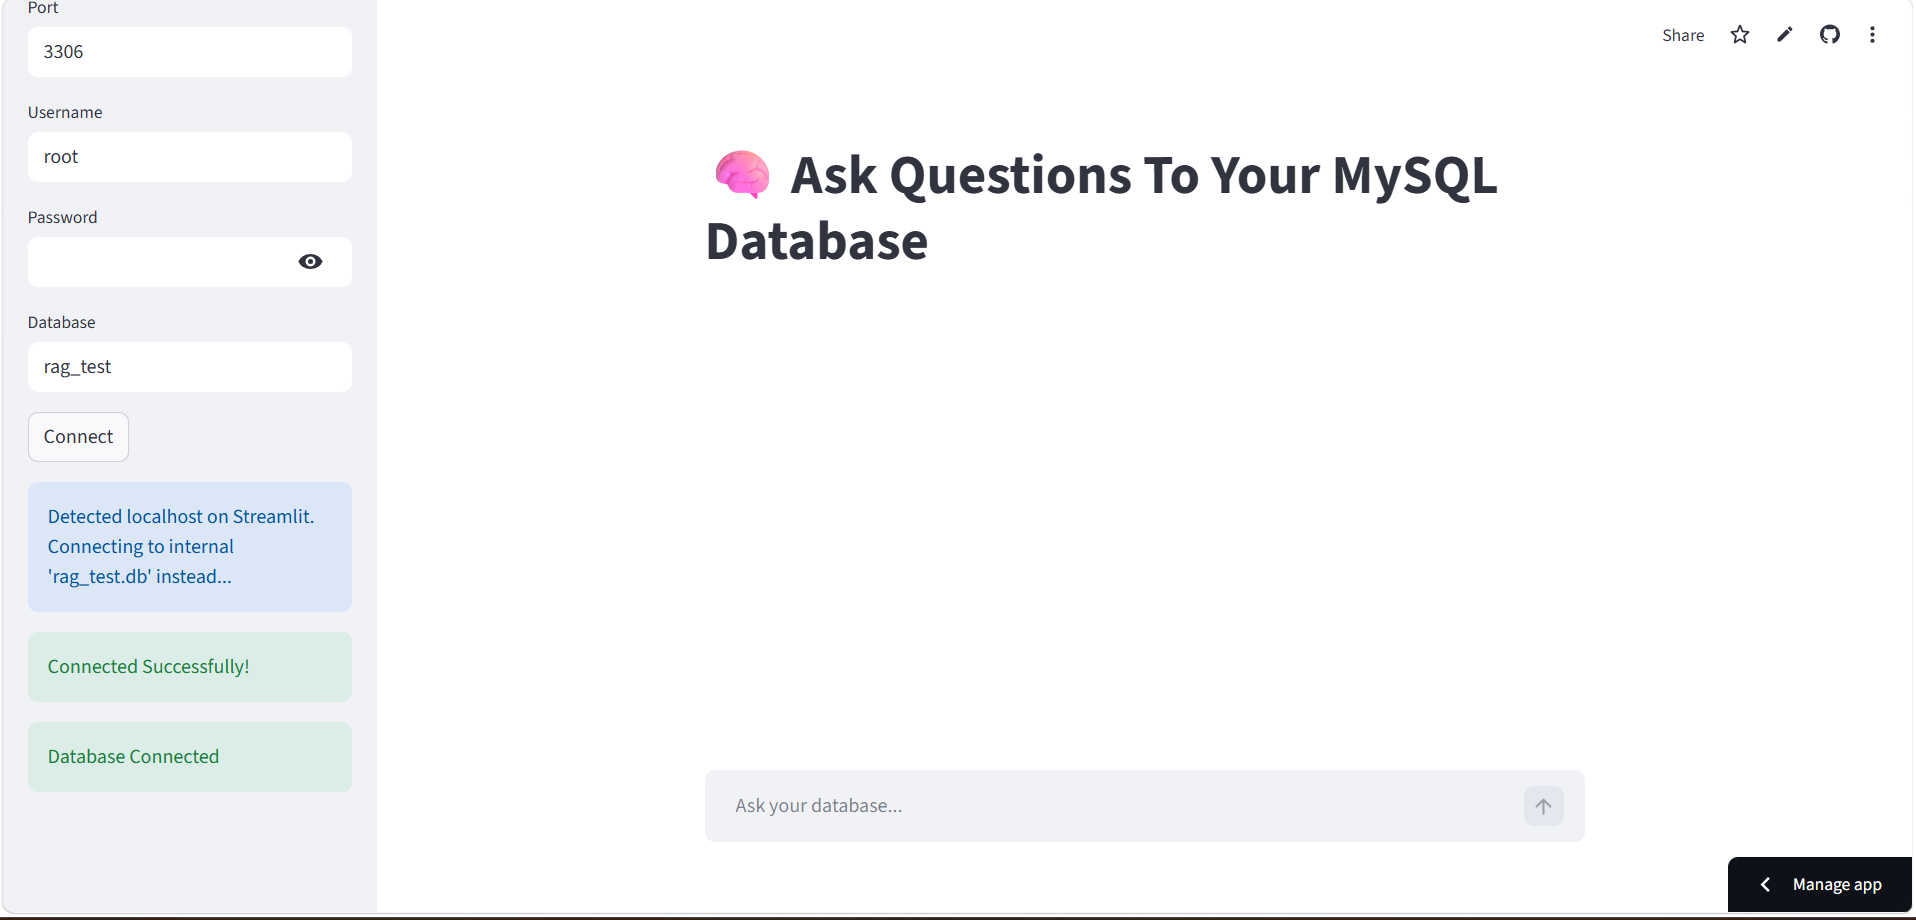 Port
3306
Username
root
Password
Database
rag_test
Connect
Detected localhost on Streamlit.
Connecting to internal
'rag_test.db' instead...
Connected Successfully!
Database Connected
Share
Ask Questions To Your MySQL
Database
Ask your database...
Manage app